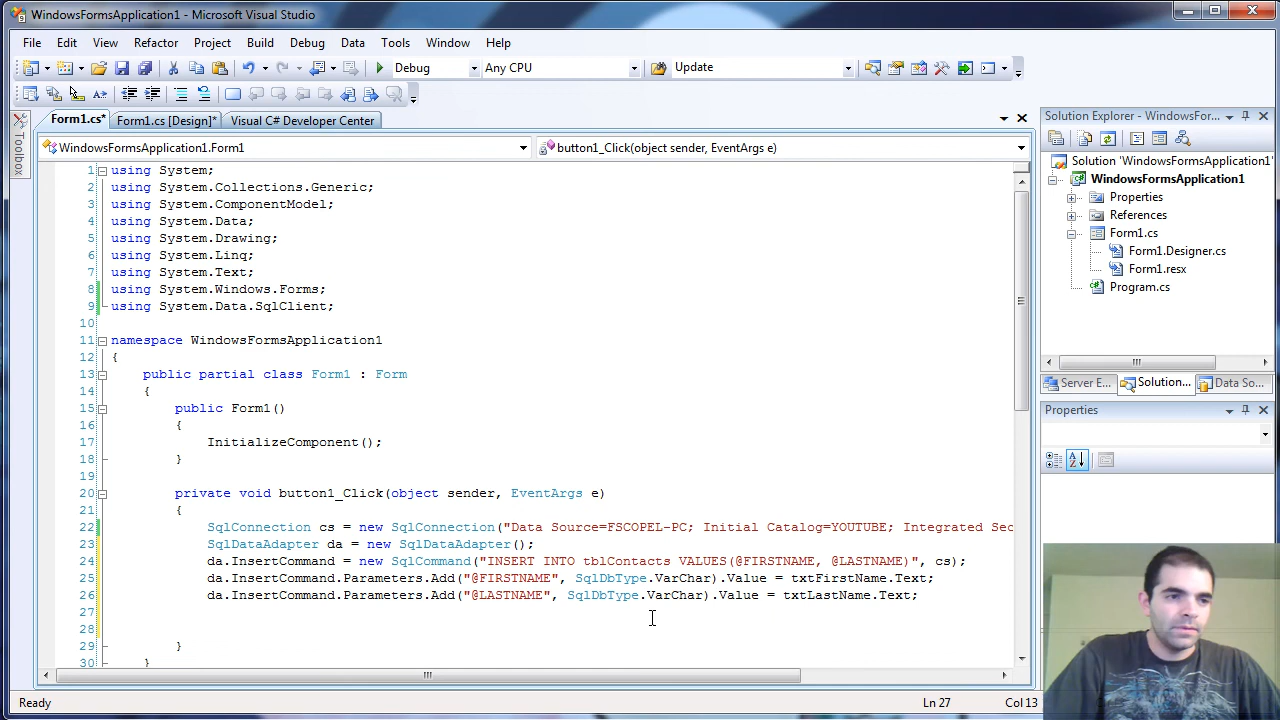 WindowsFormsApplication1 - Microsoft Visual Studio
File Edit View Refactor Project Build Debug Data Tools Window Help
Debug Any CPU Update
Form1.cs* Form1.cs [Design]* Visual C# Developer Center
WindowsFormsApplication1.Form1 button1_Click(object sender, EventArgs e)
Toolbox
1 using System;
2 using System.Collections.Generic;
3 using System.ComponentModel;
4 using System.Data;
5 using System.Drawing;
6 using System.Linq;
7 using System.Text;
8 using System.Windows.Forms;
9 using System.Data.SqlClient;
10
11 namespace WindowsFormsApplication1
12 {
13 public partial class Form1 : Form
14 {
15 public Form1()
16 {
17 InitializeComponent();
18 }
19
20 private void button1_Click(object sender, EventArgs e)
21 {
22 SqlConnection cs = new SqlConnection("Data Source=FSCOPEL-PC; Initial Catalog=YOUTUBE; Integrated Sec
23 SqlDataAdapter da = new SqlDataAdapter();
24 da.InsertCommand = new SqlCommand("INSERT INTO tblContacts VALUES(@FIRSTNAME, @LASTNAME)", cs);
25 da.InsertCommand.Parameters.Add("@FIRSTNAME", SqlDbType.VarChar).Value = txtFirstName.Text;
26 da.InsertCommand.Parameters.Add("@LASTNAME", SqlDbType.VarChar).Value = txtLastName.Text;
27
28
29 }
30 }
Solution Explorer - WindowsFor...
Solution 'WindowsFormsApplication1'
WindowsFormsApplication1
Properties
References
Form1.cs
Form1.Designer.cs
Form1.resx
Program.cs
Server E... Solution... Data So...
Properties
Ready Ln 27 Col 13